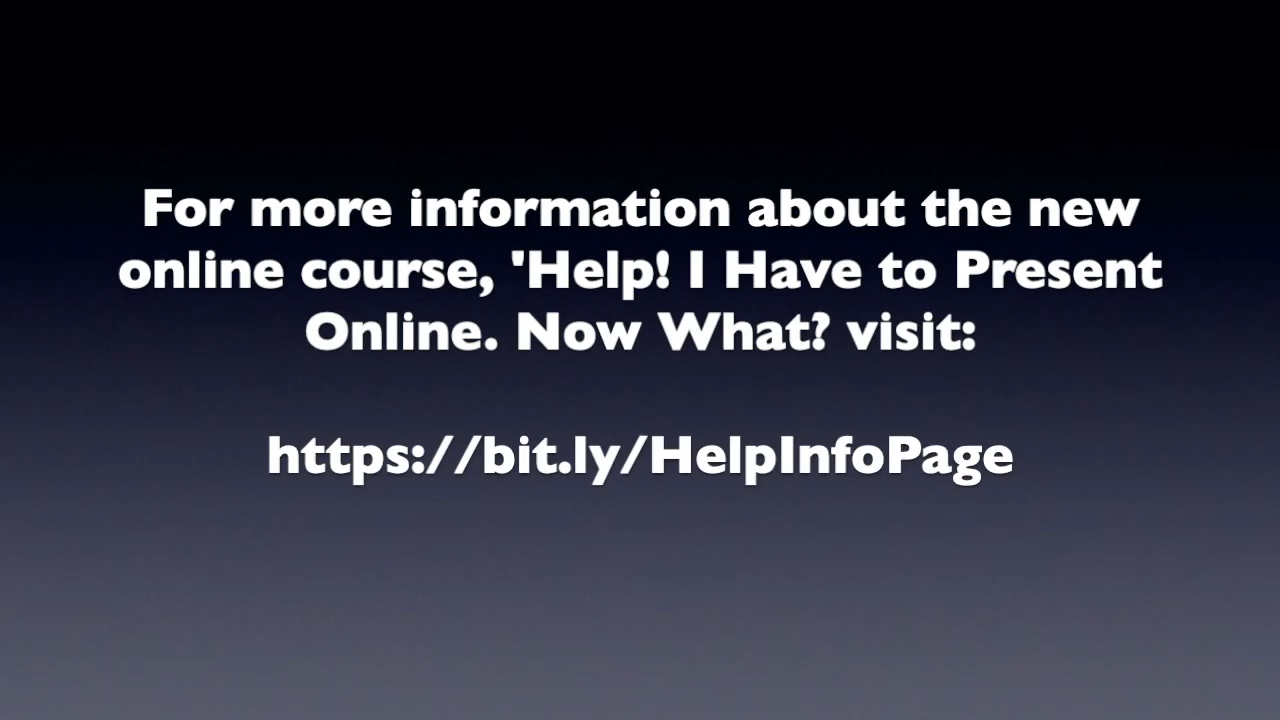 For more information about the new
online course, 'Help! I Have to Present
Online. Now What? visit:
https://bit.ly/HelpInfoPage